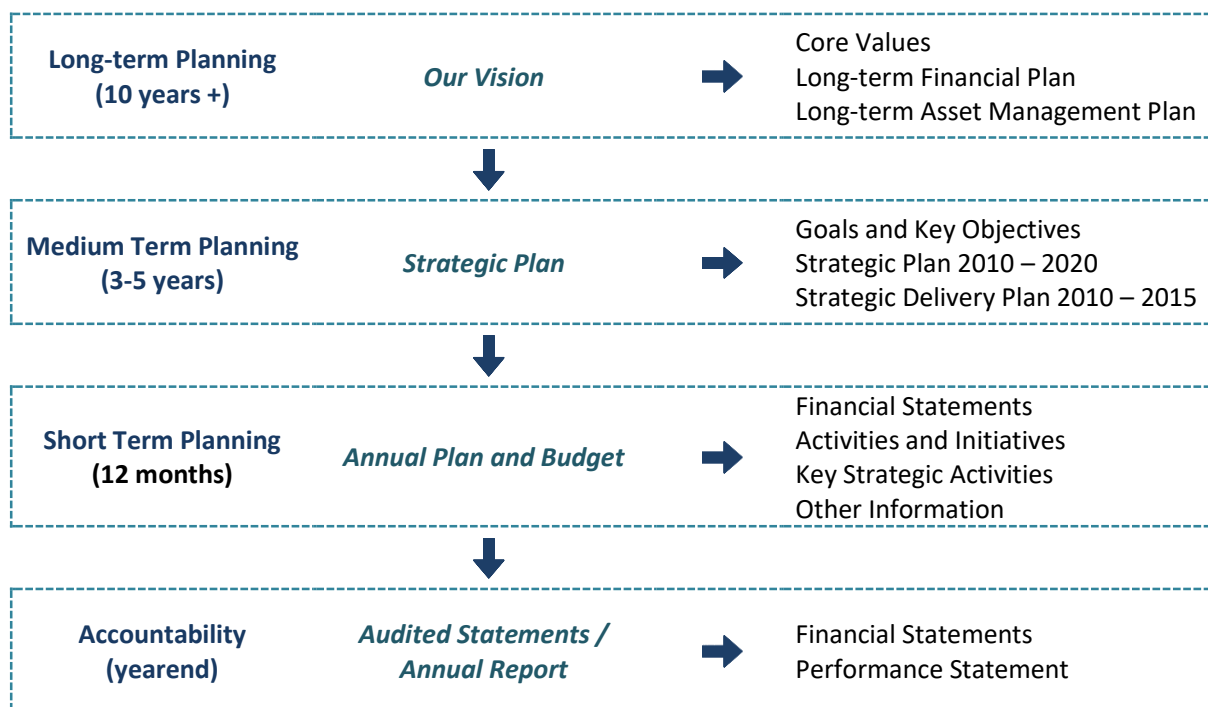 Long-term Planning
(10 years +)
Our Vision
Core Values
Long-term Financial Plan
Long-term Asset Management Plan
Medium Term Planning
(3-5 years)
Strategic Plan
Goals and Key Objectives
Strategic Plan 2010 – 2020
Strategic Delivery Plan 2010 – 2015
Short Term Planning
(12 months)
Annual Plan and Budget
Financial Statements
Activities and Initiatives
Key Strategic Activities
Other Information
Accountability
(yearend)
Audited Statements /
Annual Report
Financial Statements
Performance Statement